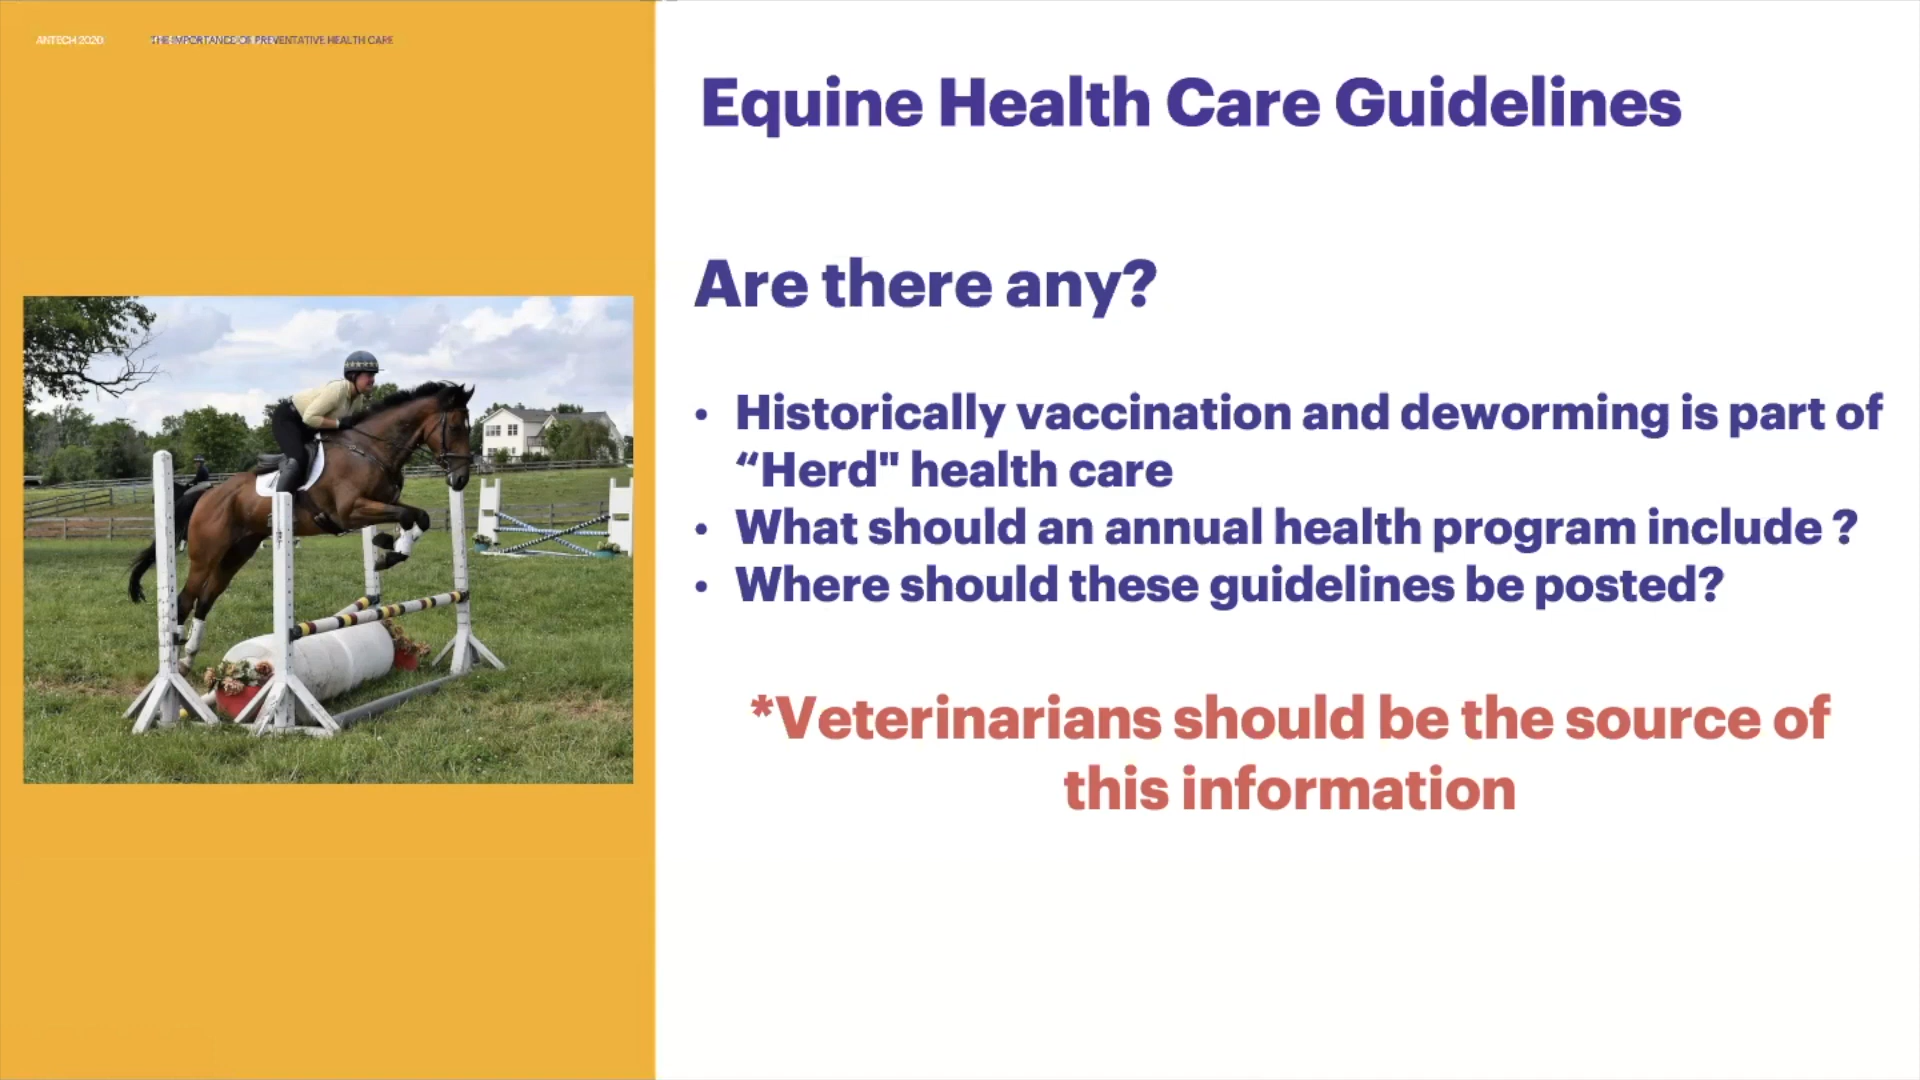 ANTECH 2020
THE IMPORTANCE OF PREVENTATIVE HEALTH CARE
Equine Health Care Guidelines
Are there any?
• Historically vaccination and deworming is part of
“Herd" health care
• What should an annual health program include ?
• Where should these guidelines be posted?
*Veterinarians should be the source of
this information